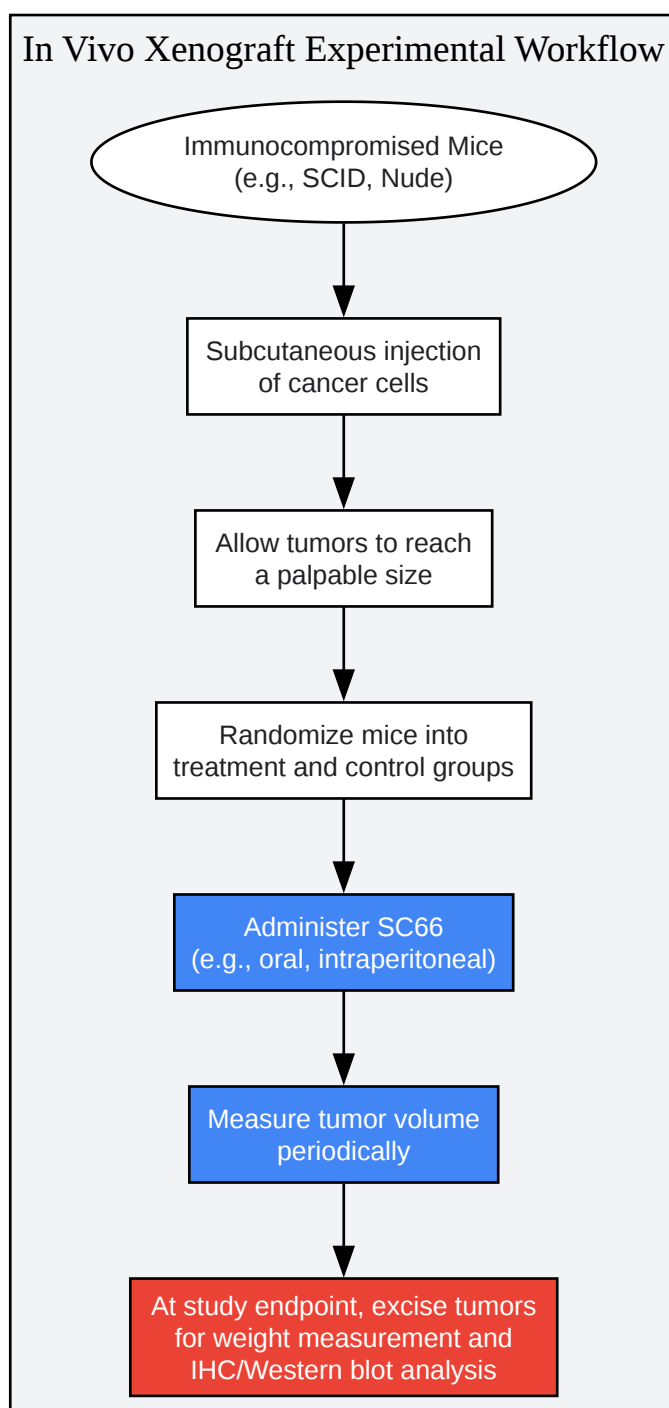 In Vivo Xenograft Experimental Workflow
Immunocompromised Mice
(e.g., SCID, Nude)
Subcutaneous injection
of cancer cells
Allow tumors to reach
a palpable size
Randomize mice into
treatment and control groups
Administer SC66
(e.g., oral, intraperitoneal)
Measure tumor volume
periodically
At study endpoint, excise tumors
for weight measurement and
IHC/Western blot analysis